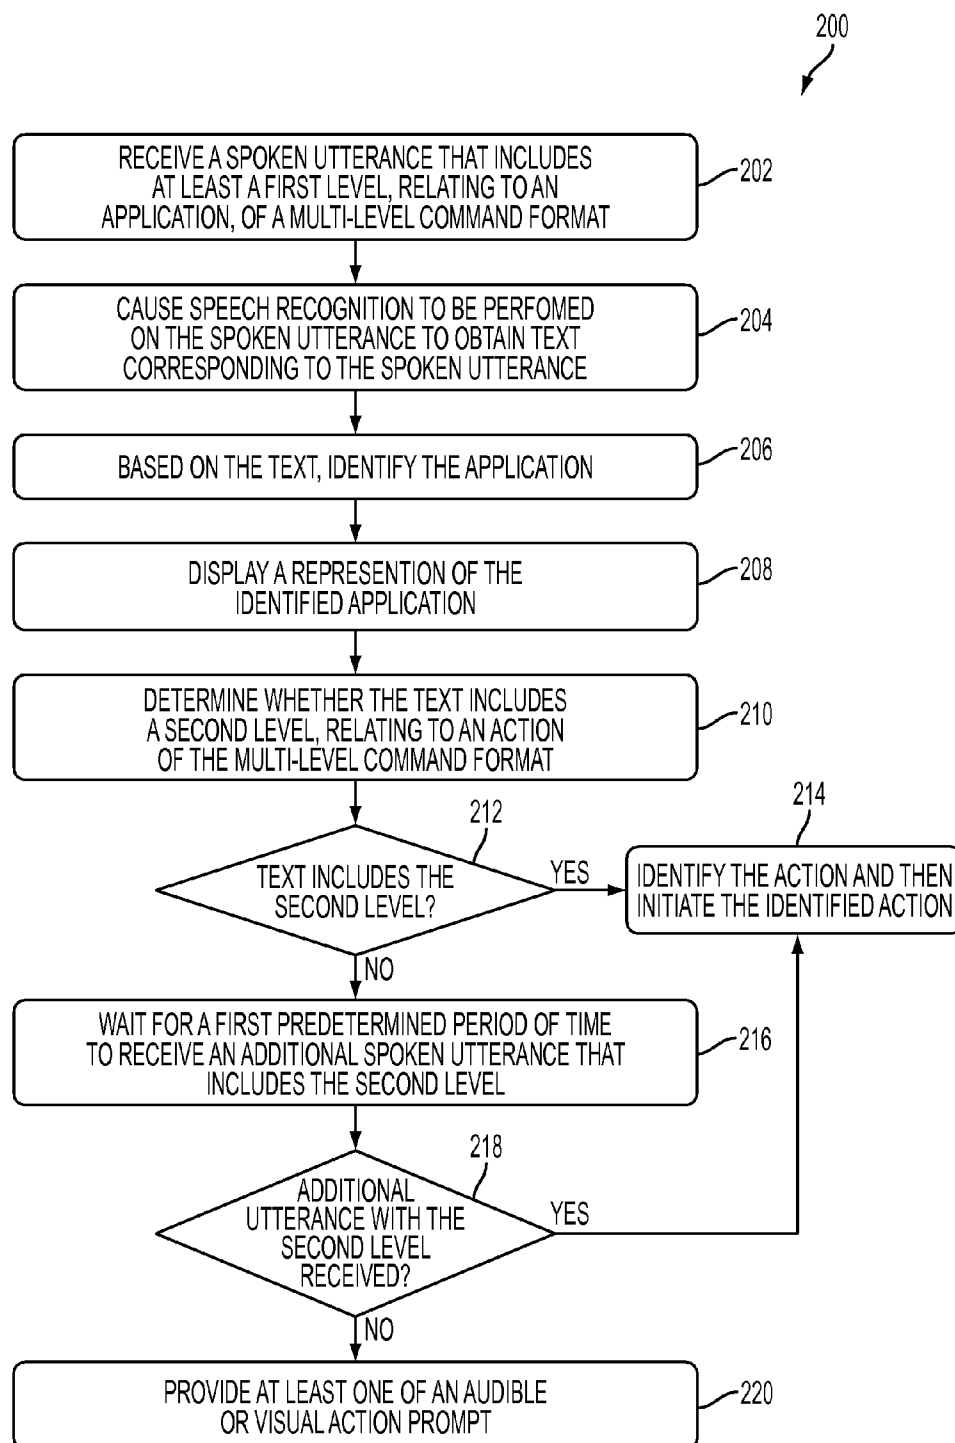 200
RECEIVE A SPOKEN UTTERANCE THAT INCLUDES
AT LEAST A FIRST LEVEL, RELATING TO AN
APPLICATION, OF A MULTI-LEVEL COMMAND FORMAT
202
CAUSE SPEECH RECOGNITION TO BE PERFOMED
ON THE SPOKEN UTTERANCE TO OBTAIN TEXT
CORRESPONDING TO THE SPOKEN UTTERANCE
204
BASED ON THE TEXT, IDENTIFY THE APPLICATION
206
DISPLAY A REPRESENTION OF THE
IDENTIFIED APPLICATION
208
DETERMINE WHETHER THE TEXT INCLUDES
A SECOND LEVEL, RELATING TO AN ACTION
OF THE MULTI-LEVEL COMMAND FORMAT
210
212
TEXT INCLUDES THE
SECOND LEVEL?
YES
214
IDENTIFY THE ACTION AND THEN
INITIATE THE IDENTIFIED ACTION
NO
WAIT FOR A FIRST PREDETERMINED PERIOD OF TIME
TO RECEIVE AN ADDITIONAL SPOKEN UTTERANCE THAT
INCLUDES THE SECOND LEVEL
216
218
ADDITIONAL
UTTERANCE WITH THE
SECOND LEVEL
RECEIVED?
YES
NO
PROVIDE AT LEAST ONE OF AN AUDIBLE
OR VISUAL ACTION PROMPT
220